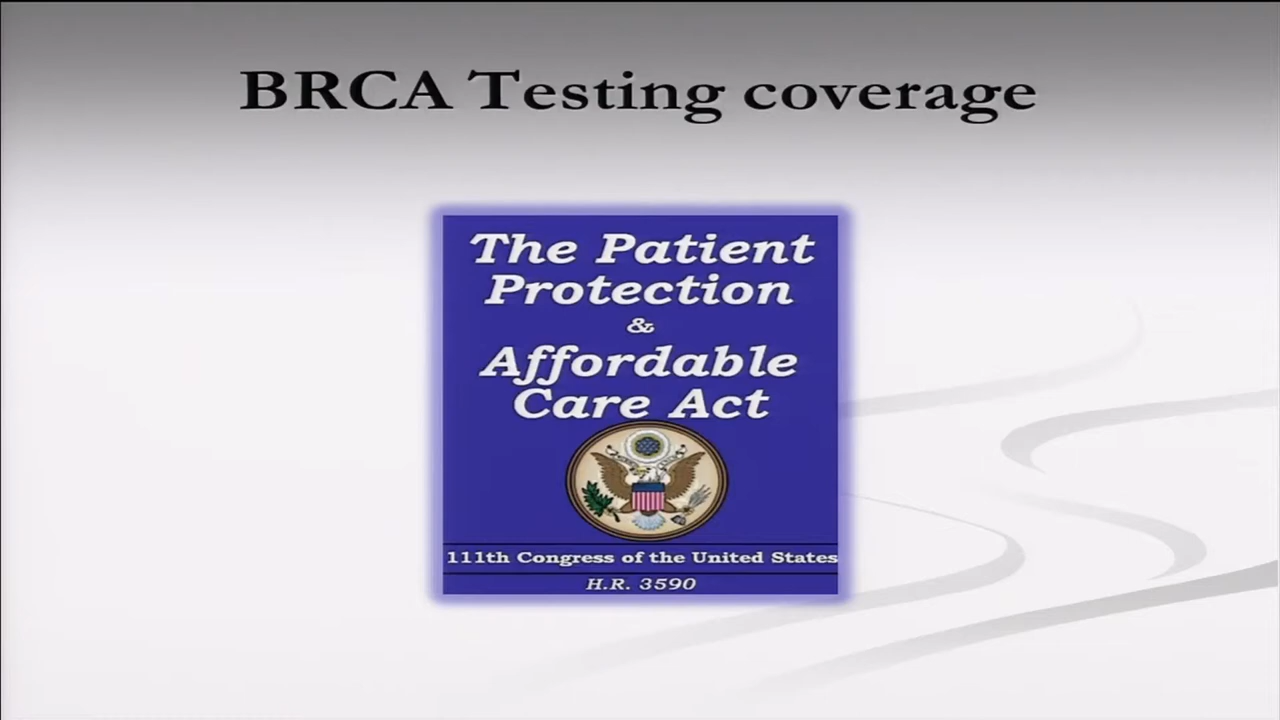 BRCA Testing coverage
The Patient
Protection
&
Affordable
Care Act
111th Congress of the United States
H.R. 3590